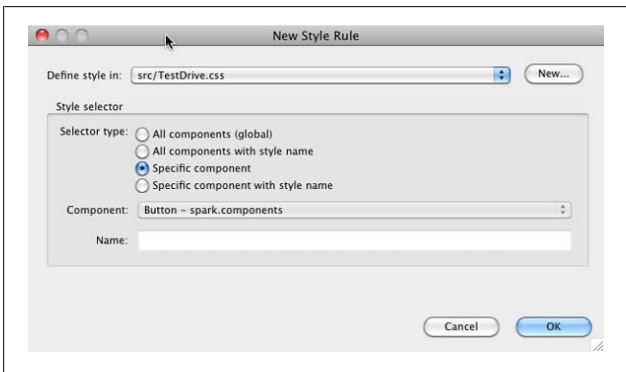 New Style Rule
Define style in: src/TestDrive.css New...
Style selector
Selector type: All components (global)
All components with style name
Specific component
Specific component with style name
Component: Button – spark.components
Name:
Cancel OK